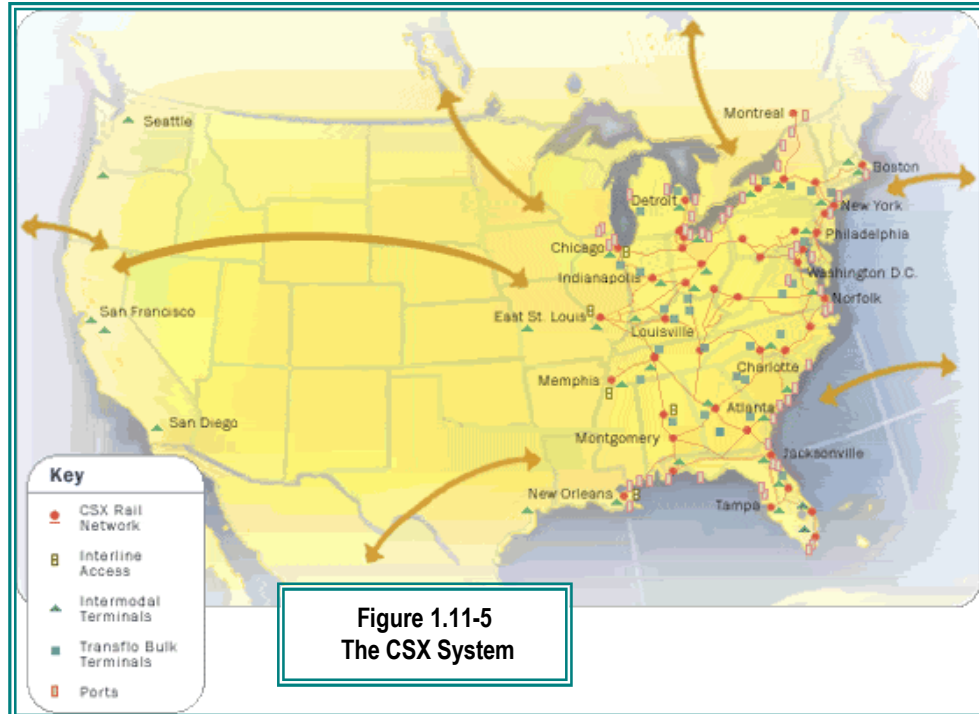 Montreal
Seattle
Boston
Detroit
New York
Philadelphia
Chicago
Washington D.C.
Indianapolis
Norfolk
San Francisco
East St. Louis
Louisville
Charlotte
Memphis
Atlanta
San Diego
Montgomery
Jacksonville
New Orleans
Tampa
Key
CSX Rail
Network
Interline
Access
Intermodal
Terminals
Transflo Bulk
Terminals
Ports
Figure 1.11-5
The CSX System